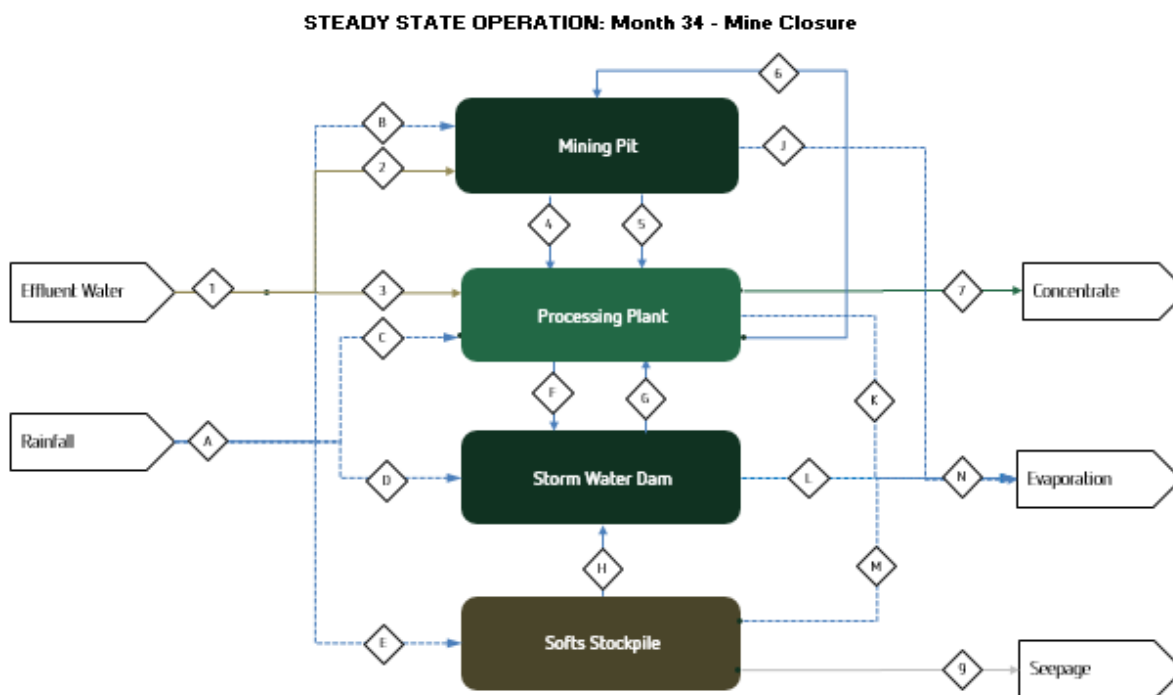 STEADY STATE OPERATION: Month 34 - Mine Closure
6
B
Mining Pit
J
2
4
5
Effluent Water
1
3
Processing Plant
7
Concentrate
C
F
G
K
Rainfall
A
D
Storm Water Dam
L
N
Evaporation
H
M
E
Softs Stockpile
9
Seepage